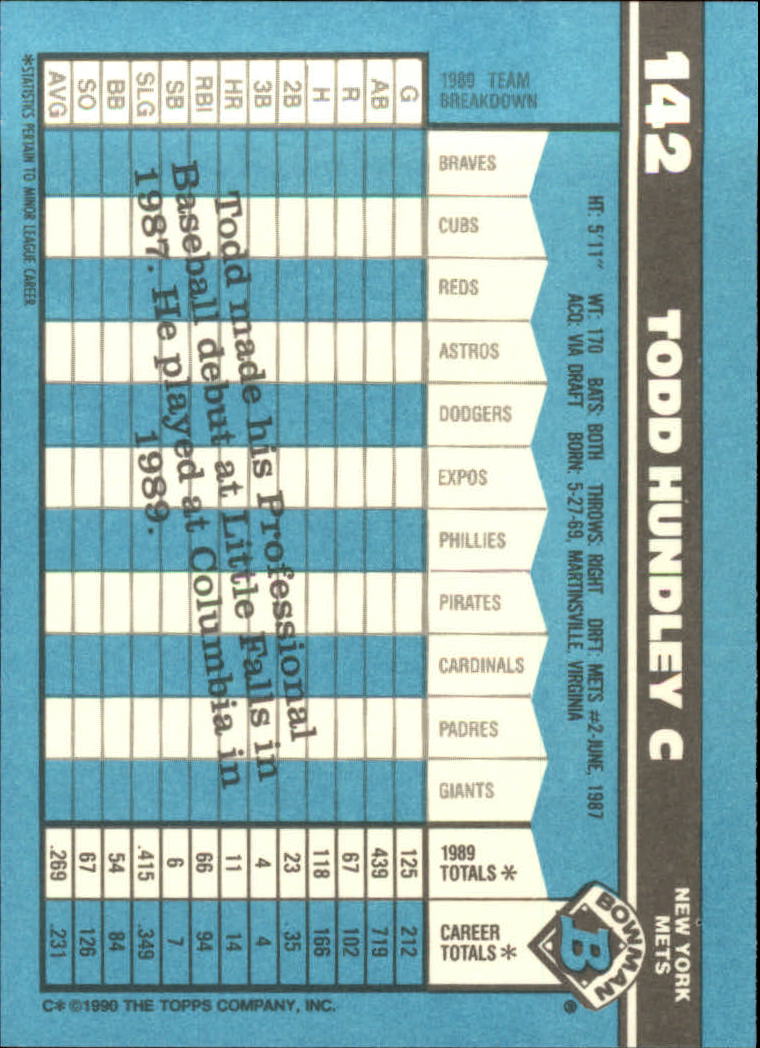 142
TODD HUNDLEY C
NEW YORK
METS
HT: 5'11" WT: 170 BATS: BOTH THROWS: RIGHT DRFT: METS #2-JUNE, 1987
ACQ: VIA DRAFT BORN: 5-27-69, MARTINSVILLE, VIRGINIA
BOWMAN
B
1989 TEAM
BREAKDOWN
BRAVES
CUBS
REDS
ASTROS
DODGERS
EXPOS
PHILLIES
PIRATES
CARDINALS
PADRES
GIANTS
1989
TOTALS *
CAREER
TOTALS *
G 125 212
AB 439 719
R 67 102
H 118 166
2B 23 .35
3B 4 4
HR 11 14
RBI 66 94
SB 6 7
SLG .415 .349
BB 54 84
SO 67 126
AVG .269 .231
Todd made his Professional
Baseball debut at Little Falls in
1987. He played at Columbia in
1989.
*STATISTICS PERTAIN TO MINOR LEAGUE CAREER
C* ©1990 THE TOPPS COMPANY, INC.
®